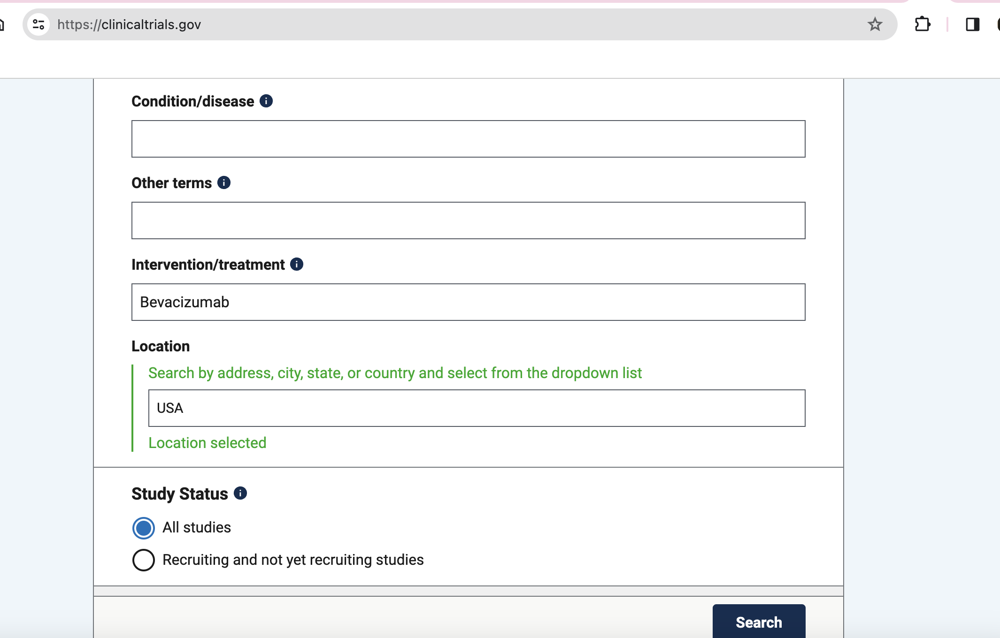 https://clinicaltrials.gov
Condition/disease i
Other terms i
Intervention/treatment i
Bevacizumab
Location
Search by address, city, state, or country and select from the dropdown list
USA
Location selected
Study Status i
All studies
Recruiting and not yet recruiting studies
Search